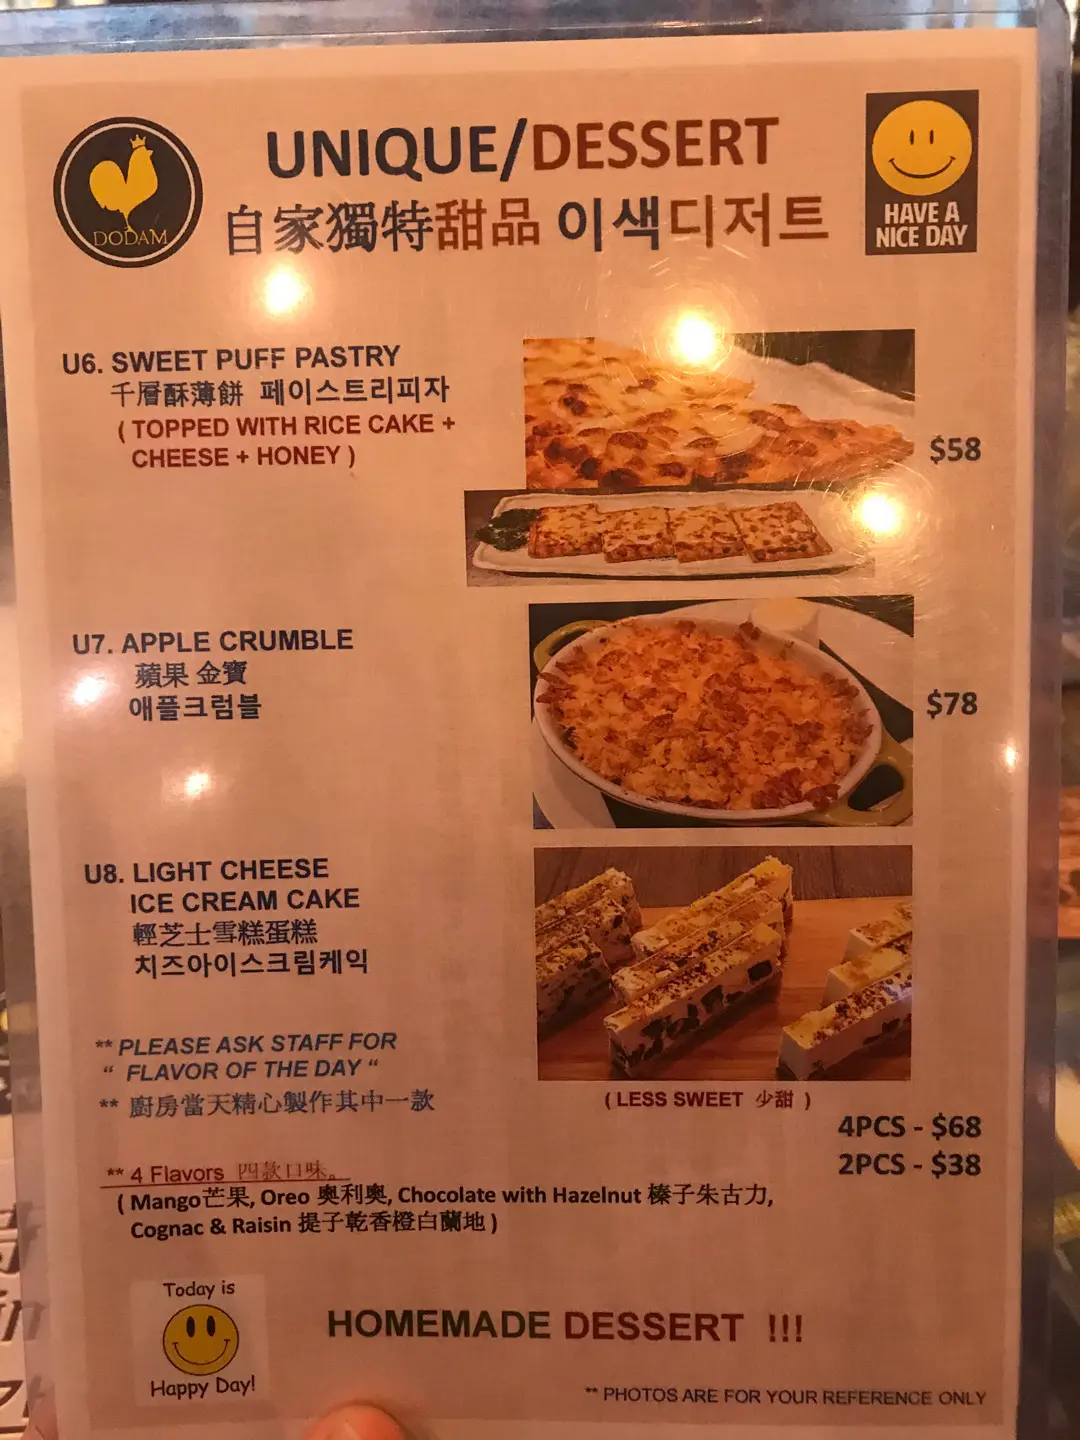 DODAM
UNIQUE/DESSERT
自家獨特甜品 이색디저트
HAVE A
NICE DAY
U6. SWEET PUFF PASTRY
千層酥薄餅 페이스트리피자
( TOPPED WITH RICE CAKE +
CHEESE + HONEY )
$58
U7. APPLE CRUMBLE
蘋果 金寶
애플크럼블
$78
U8. LIGHT CHEESE
ICE CREAM CAKE
輕芝士雪糕蛋糕
치즈아이스크림케익
** PLEASE ASK STAFF FOR
“ FLAVOR OF THE DAY “
** 廚房當天精心製作其中一款
( LESS SWEET 少甜 )
4PCS - $68
2PCS - $38
** 4 Flavors 四款口味。
( Mango芒果, Oreo 奧利奧, Chocolate with Hazelnut 榛子朱古力,
Cognac & Raisin 提子乾香橙白蘭地 )
Today is
Happy Day!
HOMEMADE DESSERT !!!
** PHOTOS ARE FOR YOUR REFERENCE ONLY